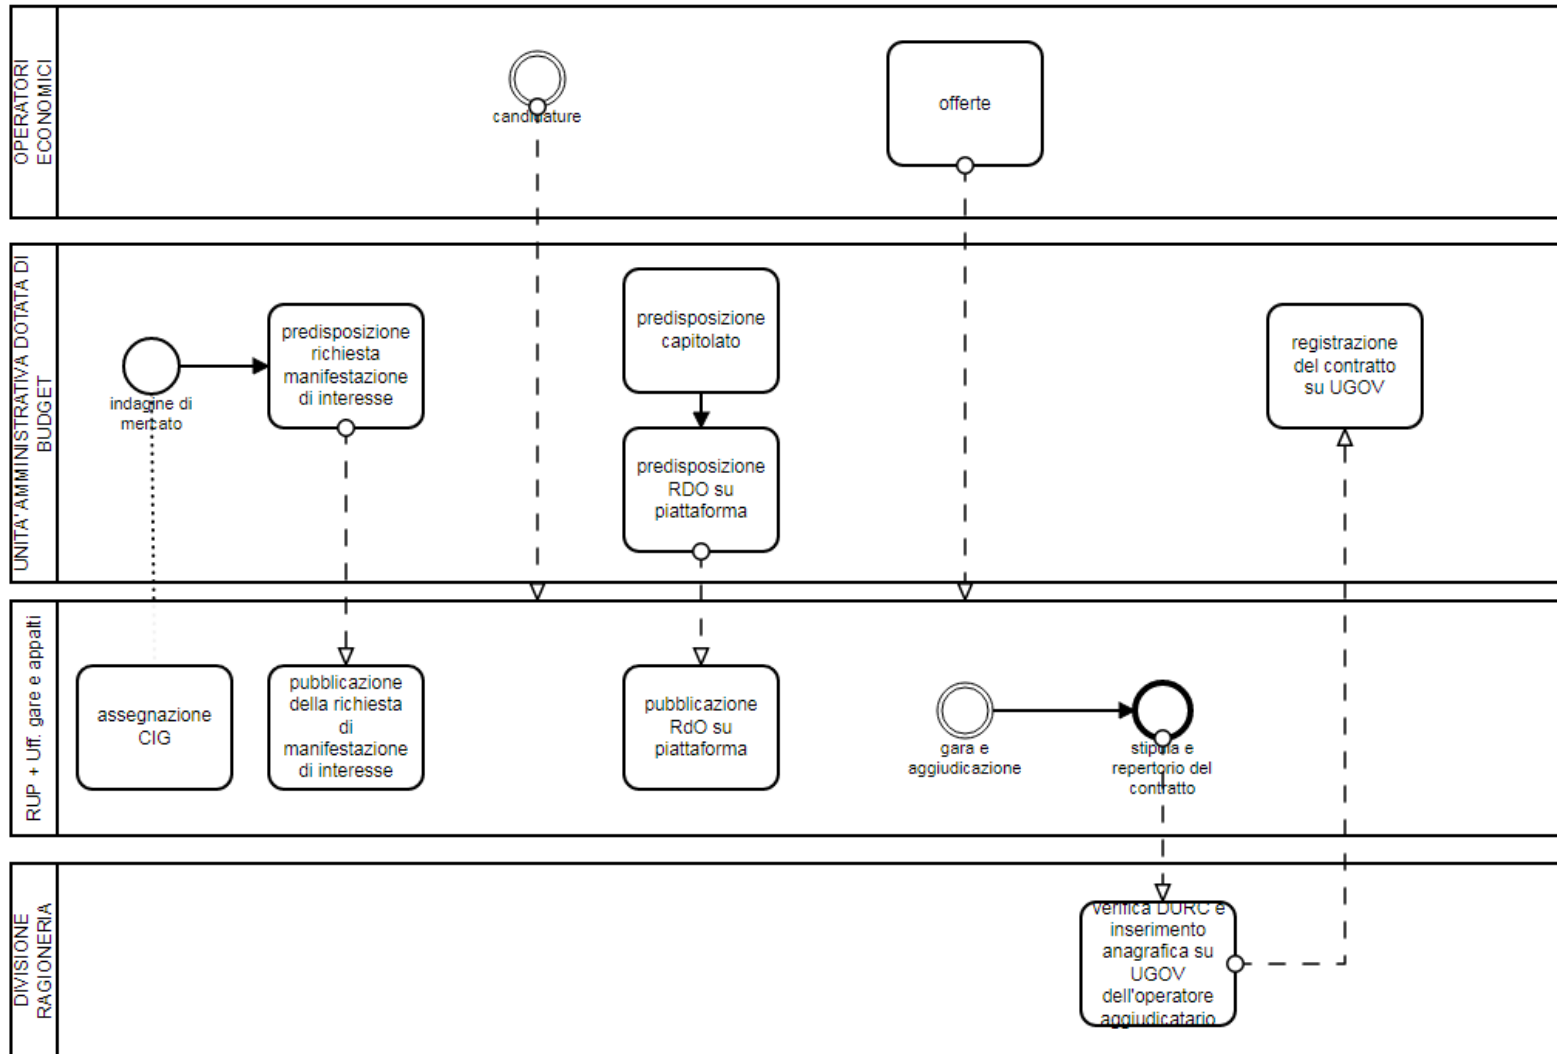 OPERATORI
ECONOMICI
candidature
offerte
UNITA' AMMINISTRATIVA DOTATA DI
BUDGET
indagine di
mercato
predisposizione
richiesta
manifestazione
di interesse
predisposizione
capitolato
predisposizione
RDO su
piattaforma
registrazione
del contratto
su UGOV
RUP + Uff. gare e appalti
assegnazione
CIG
pubblicazione
della richiesta
di
manifestazione
di interesse
pubblicazione
RdO su
piattaforma
gara e
aggiudicazione
stipula e
repertorio del
contratto
DIVISIONE
RAGIONERIA
verifica DURC e
inserimento
anagrafica su
UGOV
dell'operatore
aggiudicatario